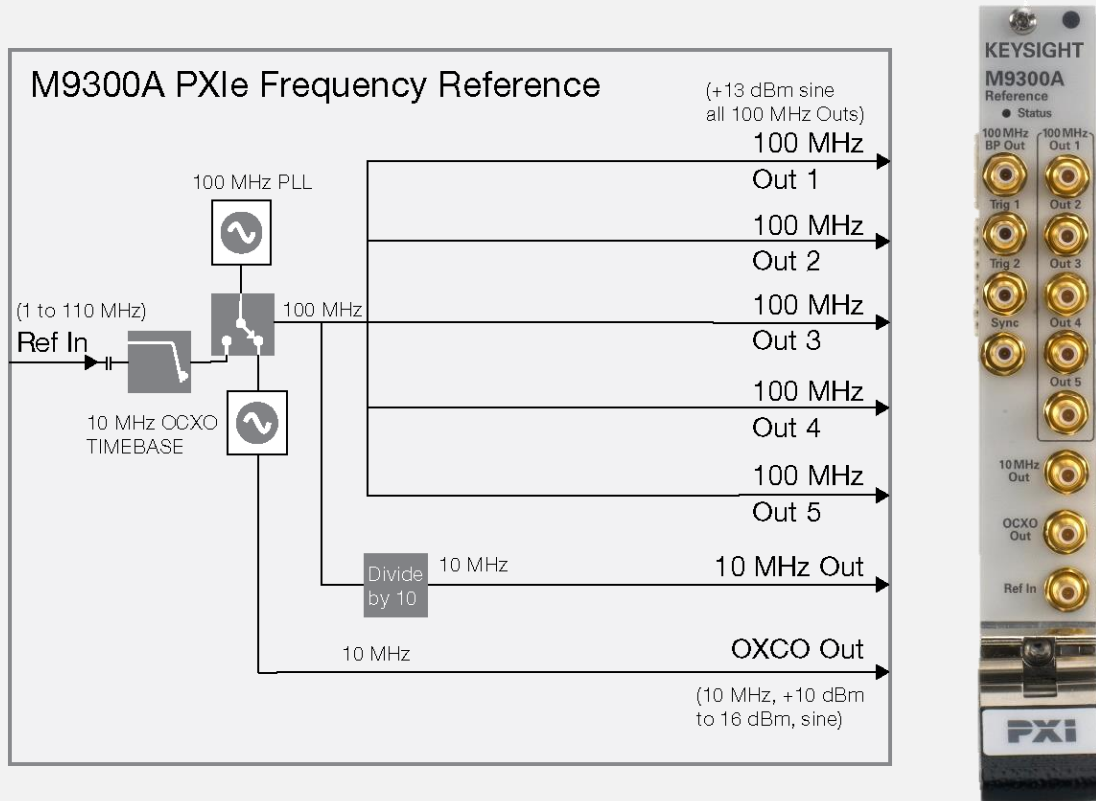 M9300A PXIe Frequency Reference
(+13 dBm sine
all 100 MHz Outs)
100 MHz
Out 1
100 MHz PLL
100 MHz
Out 2
(1 to 110 MHz)
Ref In
100 MHz
100 MHz
Out 3
10 MHz OCXO
TIMEBASE
100 MHz
Out 4
100 MHz
Out 5
Divide
by 10
10 MHz
10 MHz Out
10 MHz
OXCO Out
(10 MHz, +10 dBm
to 16 dBm, sine)
KEYSIGHT
M9300A
Reference
Status
100 MHz
BP Out
100 MHz
Out 1
Trig 1
Out 2
Trig 2
Out 3
Sync
Out 4
Out 5
10 MHz
Out
OCXO
Out
Ref In
PXI